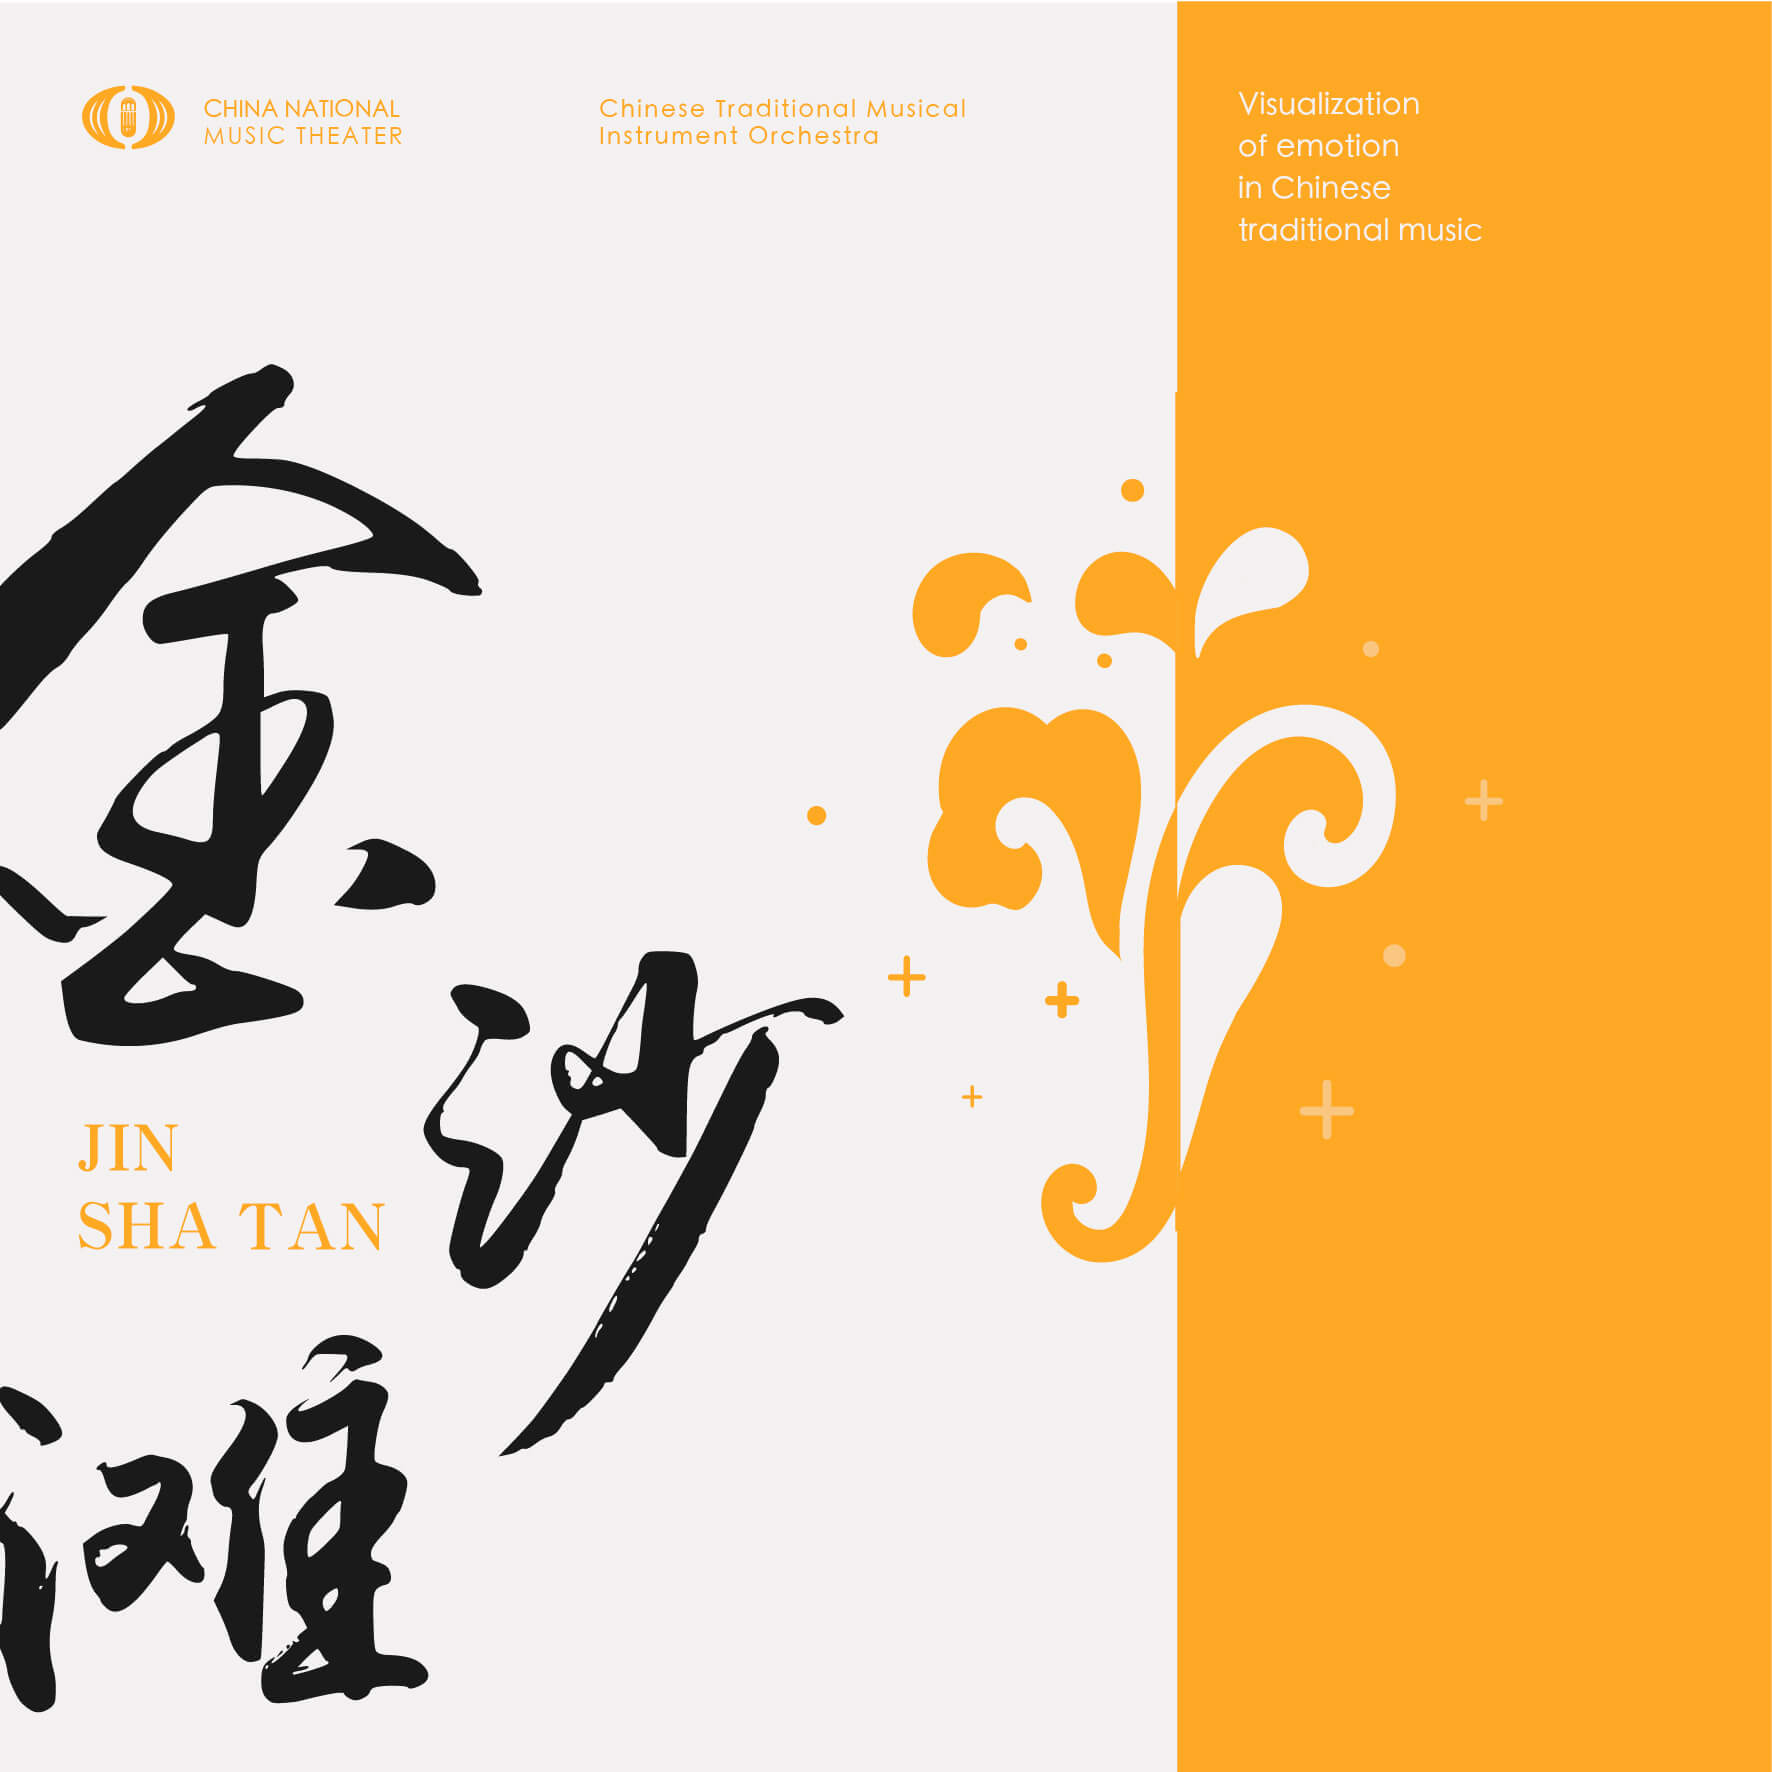 CHINA NATIONAL
MUSIC THEATER
Chinese Traditional Musical
Instrument Orchestra
Visualization
of emotion
in Chinese
traditional music
金
沙
JIN
SHA TAN
滩